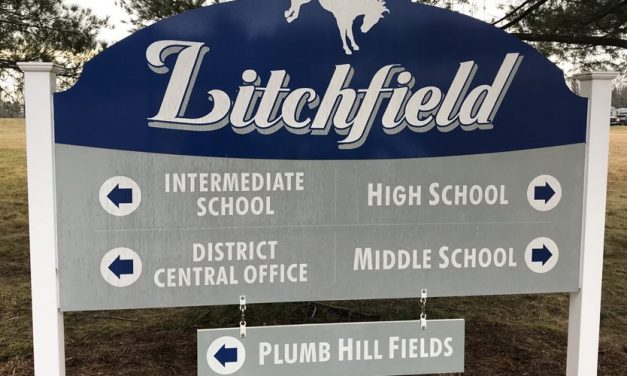 Litchfield
INTERMEDIATE
SCHOOL
HIGH SCHOOL
DISTRICT
CENTRAL OFFICE
MIDDLE SCHOOL
PLUMB HILL FIELDS